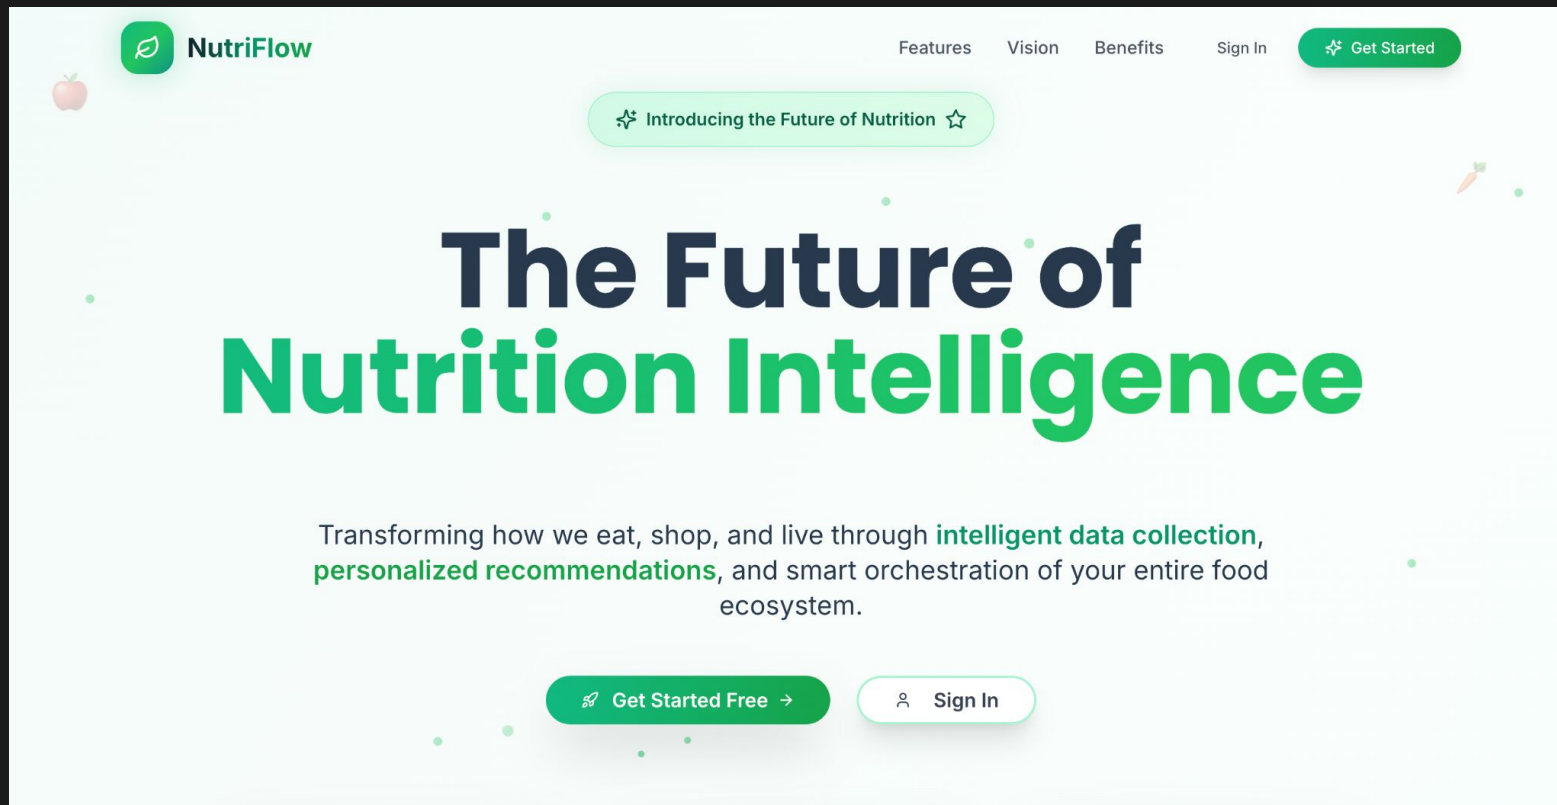 NutriFlow
Features
Vision
Benefits
Sign In
Get Started
Introducing the Future of Nutrition
The Future of
Nutrition Intelligence
Transforming how we eat, shop, and live through intelligent data collection,
personalized recommendations, and smart orchestration of your entire food
ecosystem.
Get Started Free
Sign In